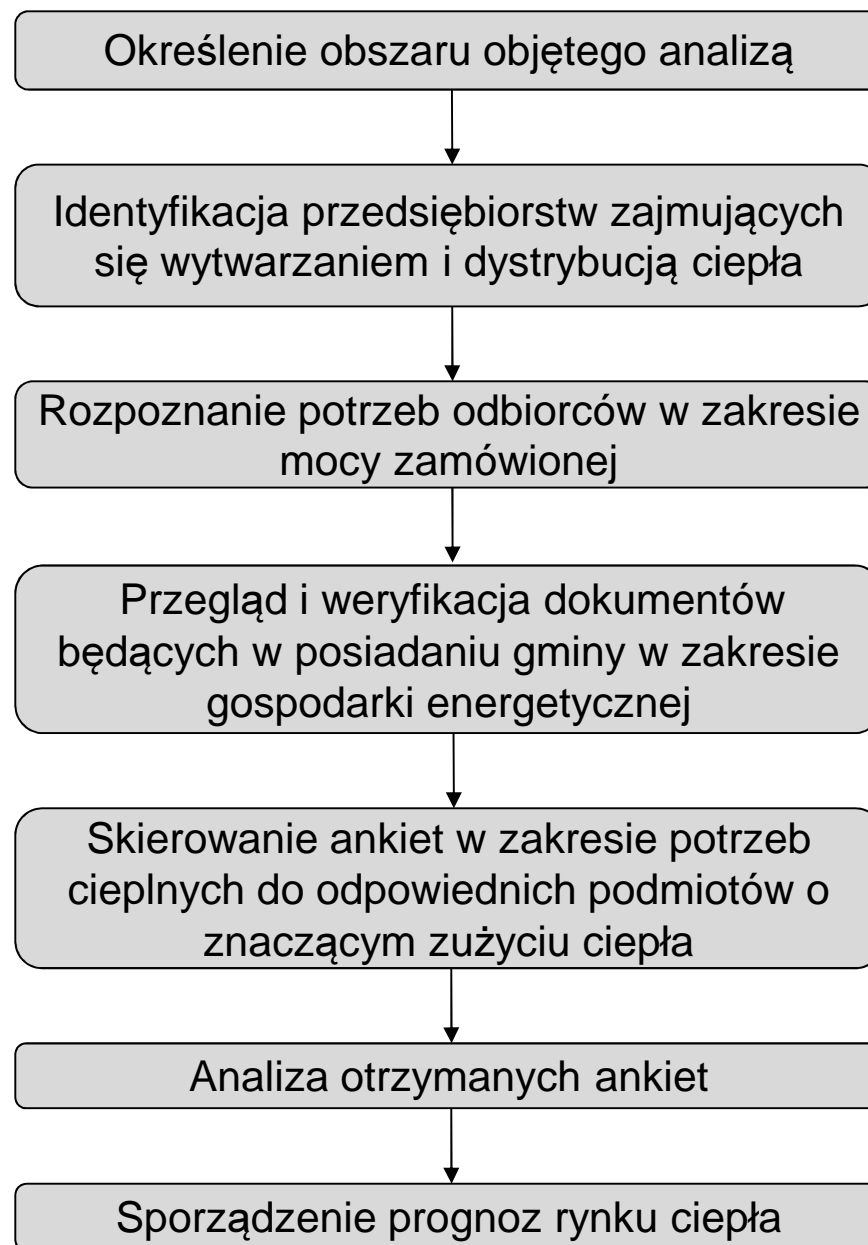 Określenie obszaru objętego analizą
Identyfikacja przedsiębiorstw zajmujących
się wytwarzaniem i dystrybucją ciepła
Rozpoznanie potrzeb odbiorców w zakresie
mocy zamówionej
Przegląd i weryfikacja dokumentów
będących w posiadaniu gminy w zakresie
gospodarki energetycznej
Skierowanie ankiet w zakresie potrzeb
cieplnych do odpowiednich podmiotów o
znaczącym zużyciu ciepła
Analiza otrzymanych ankiet
Sporządzenie prognoz rynku ciepła